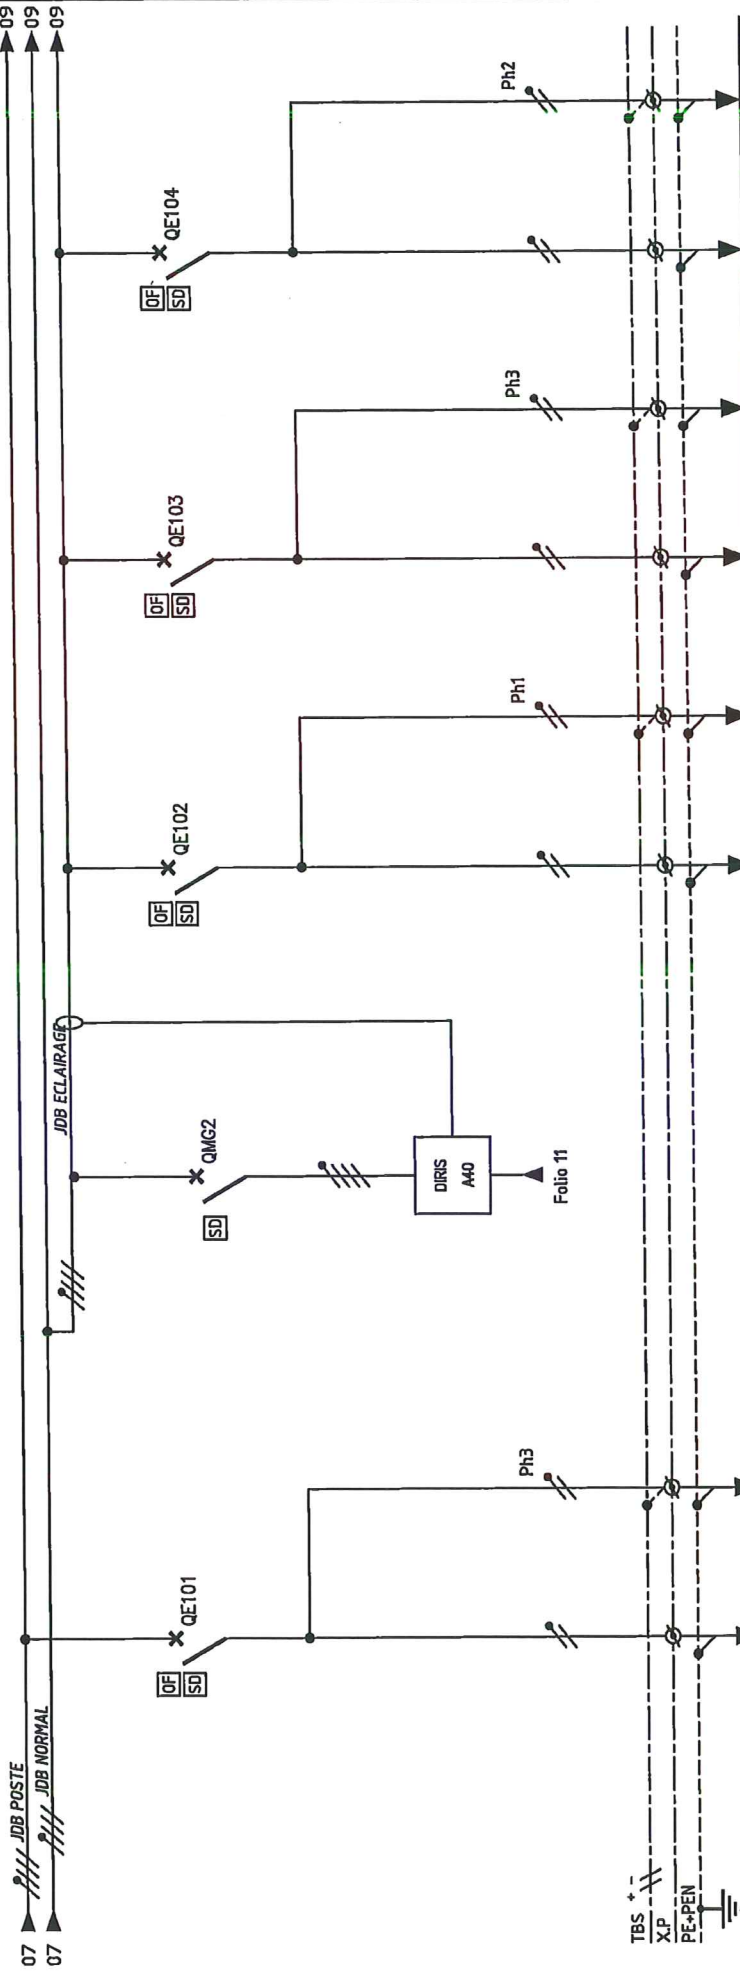 07
JDB POSTE
09
07
JDB NORMAL
09
JDB ECLAIRAGE
09
OF
SD
QE101
SD
QMG2
OF
SD
QE102
OF
SD
QE103
OF
SD
QE104
DIRIS
A40
Folio 11
Ph3
Ph1
Ph3
Ph2
TBS + -
X.P
PE+PEN